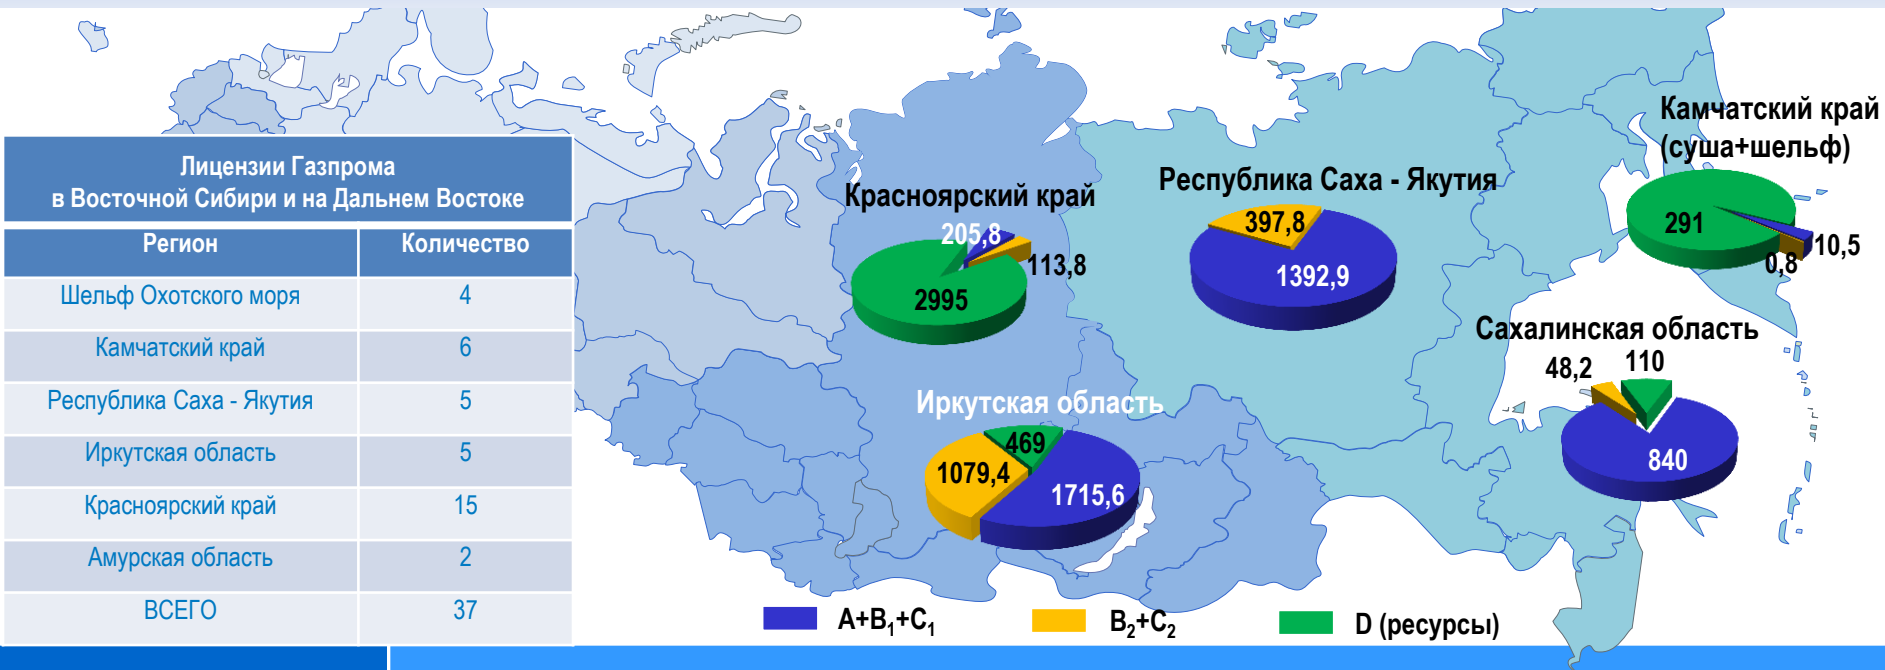 Лицензии Газпрома
в Восточной Сибири и на Дальнем Востоке
Регион Количество
Шельф Охотского моря 4
Камчатский край 6
Республика Саха - Якутия 5
Иркутская область 5
Красноярский край 15
Амурская область 2
ВСЕГО 37
Красноярский край
205,8
113,8
2995
Республика Саха - Якутия
397,8
1392,9
Камчатский край
(суша+шельф)
291
10,5
0,8
Сахалинская область
48,2
110
840
Иркутская область
469
1079,4
1715,6
A+B₁+C₁
B₂+C₂
D (ресурсы)